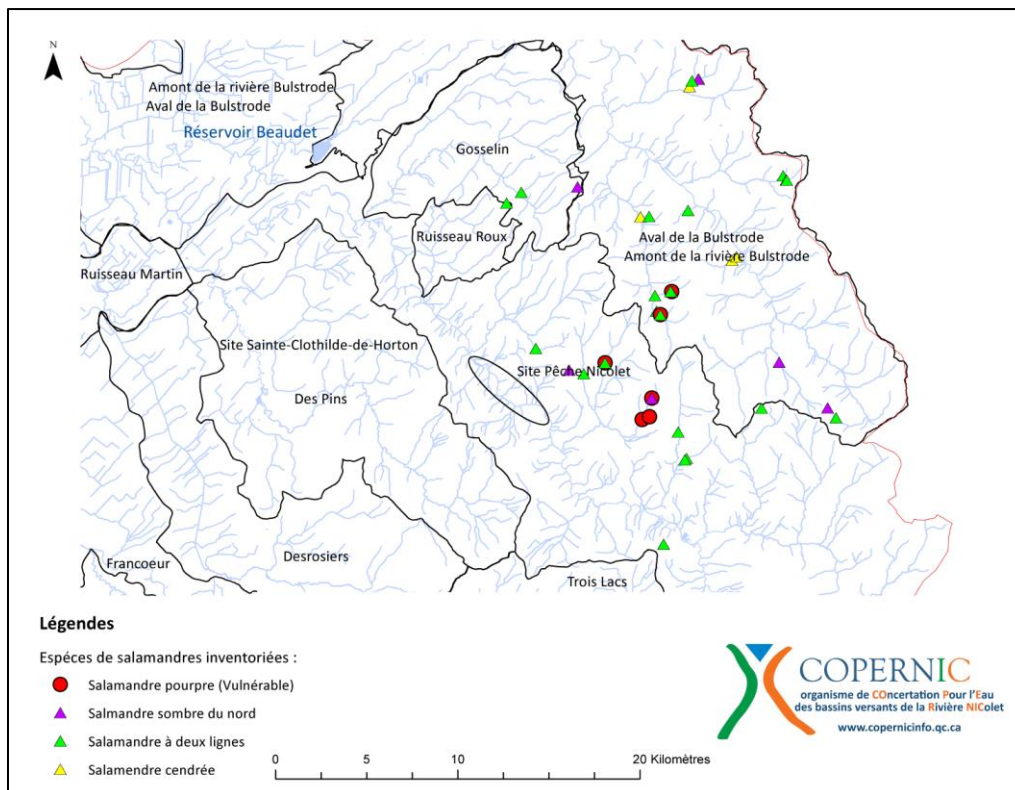 N
Amont de la rivière Bulstrode
Aval de la Bulstrode
Réservoir Beaudet
Gosselin
Ruisseau Roux
Aval de la Bulstrode
Amont de la rivière Bulstrode
Ruisseau Martin
Site Sainte-Clothilde-de-Horton
Site Pêche Nicolet
Des Pins
Francoeur
Desrosiers
Trois Lacs
Légendes
Espéces de salamandres inventoriées :
Salamandre pourpre (Vulnérable)
Salmandre sombre du nord
Salamandre à deux lignes
Salamendre cendrée
0 5 10 20 Kilomètres
COPERNIC
organisme de COncertation Pour l'Eau
des bassins versants de la Rivière NIColet
www.copernicinfo.qc.ca